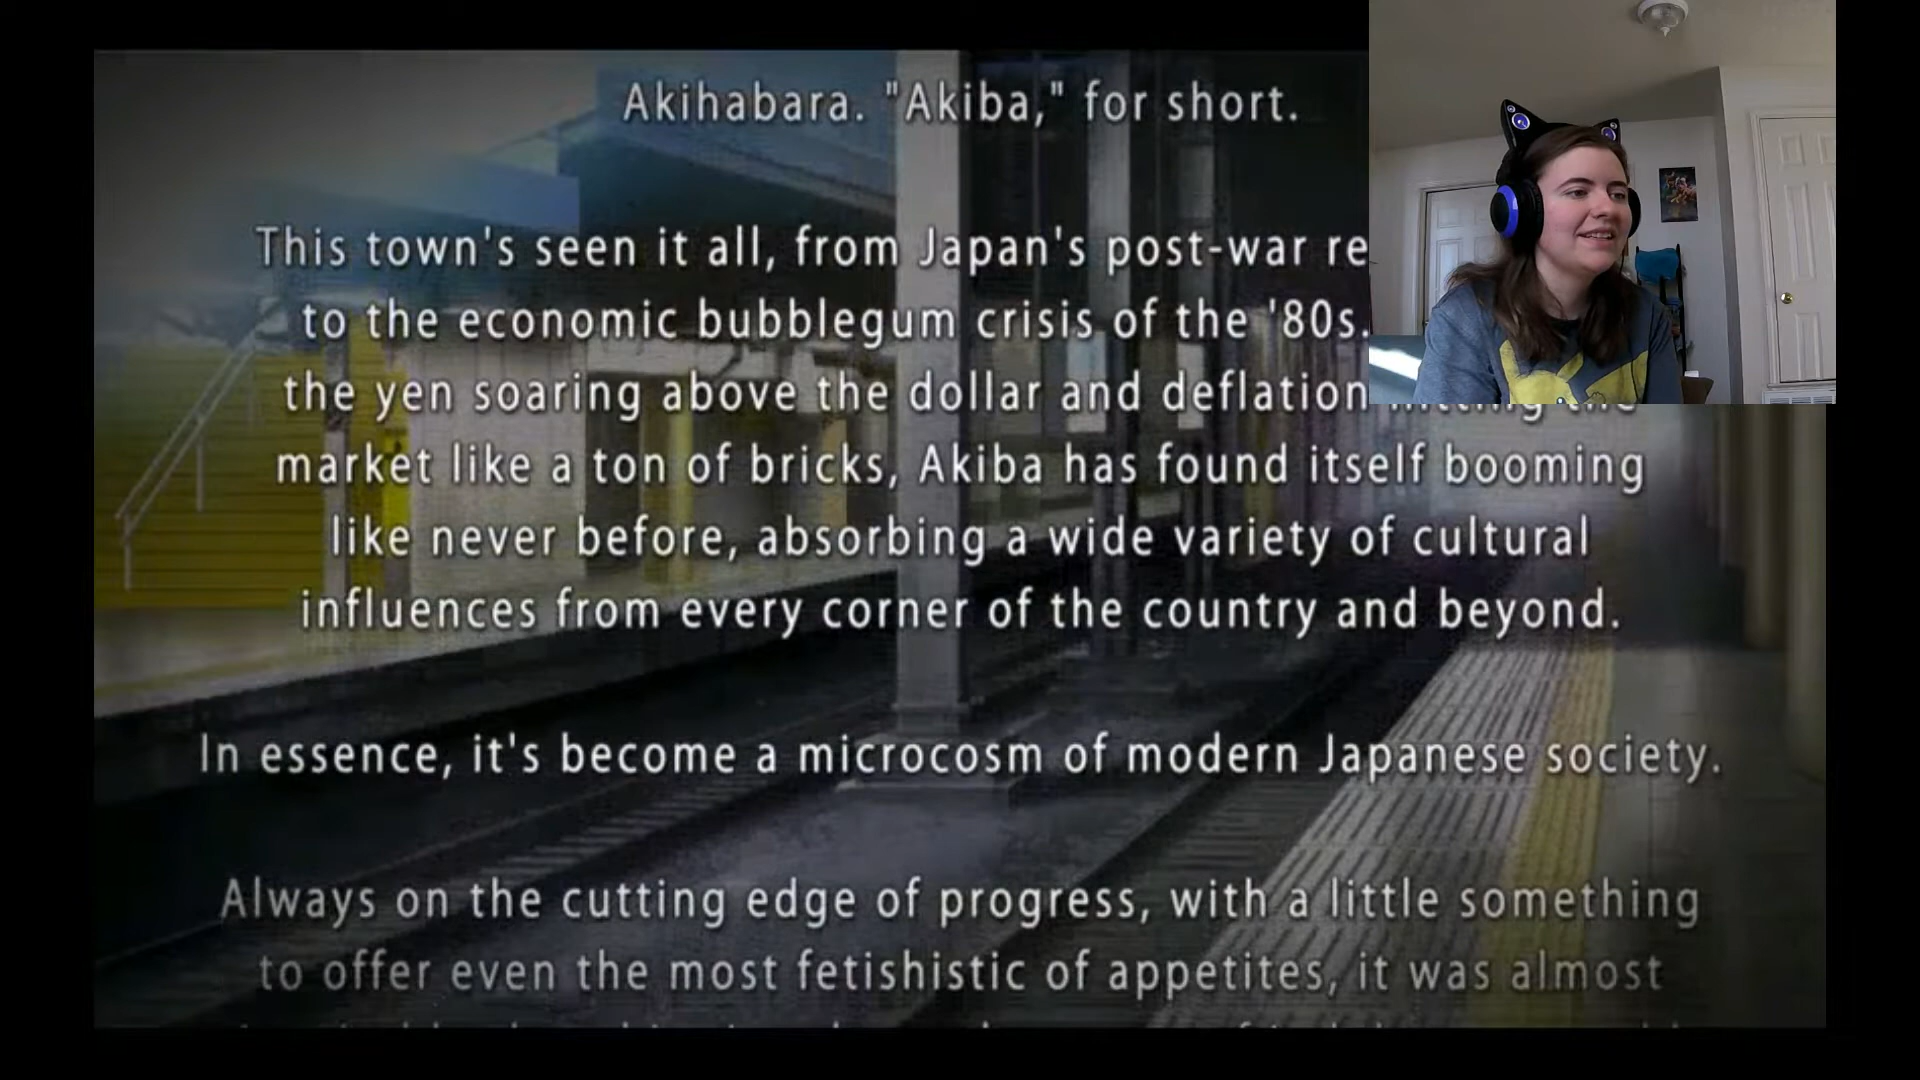 Akihabara. "Akiba," for short.
This town's seen it all, from Japan's post-war
to the economic bubblegum crisis of the '80s.
the yen soaring above the dollar and deflation
market like a ton of bricks, Akiba has found itself booming
like never before, absorbing a wide variety of cultural
influences from every corner of the country and beyond.
In essence, it's become a microcosm of modern Japanese society.
Always on the cutting edge of progress, with a little something
to offer even the most fetishistic of appetites, it was almost